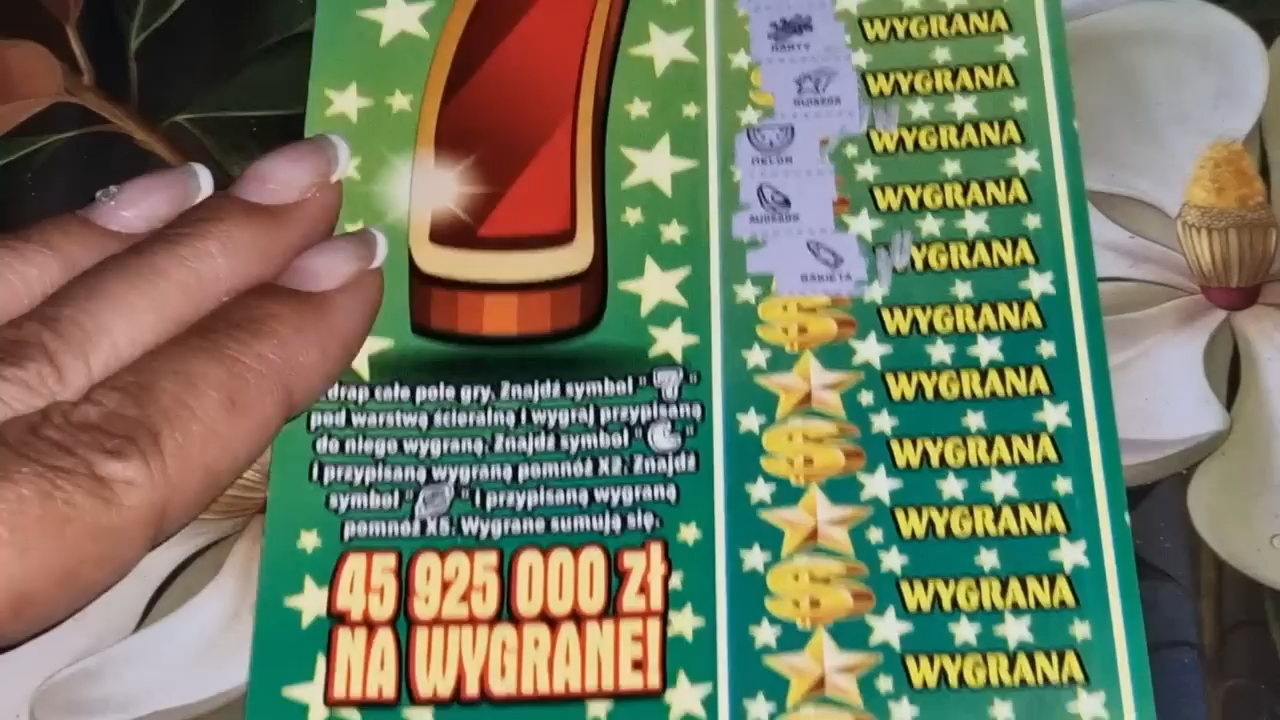 zdrap całe pole gry. Znajdź symbol " 7 "
pod warstwą ścieralną i wygraj przypisaną
do niego wygraną. Znajdź symbol " "
i przypisaną wygraną pomnóż X2. Znajdź
symbol " " i przypisaną wygraną
pomnóż X5. Wygrane sumują się.
45 925 000 Zł
NA WYGRANE!
KARTY WYGRANA
WYGRANA
MELON WYGRANA
WYGRANA
RAKIETA WYGRANA
WYGRANA
WYGRANA
WYGRANA
WYGRANA
WYGRANA
WYGRANA